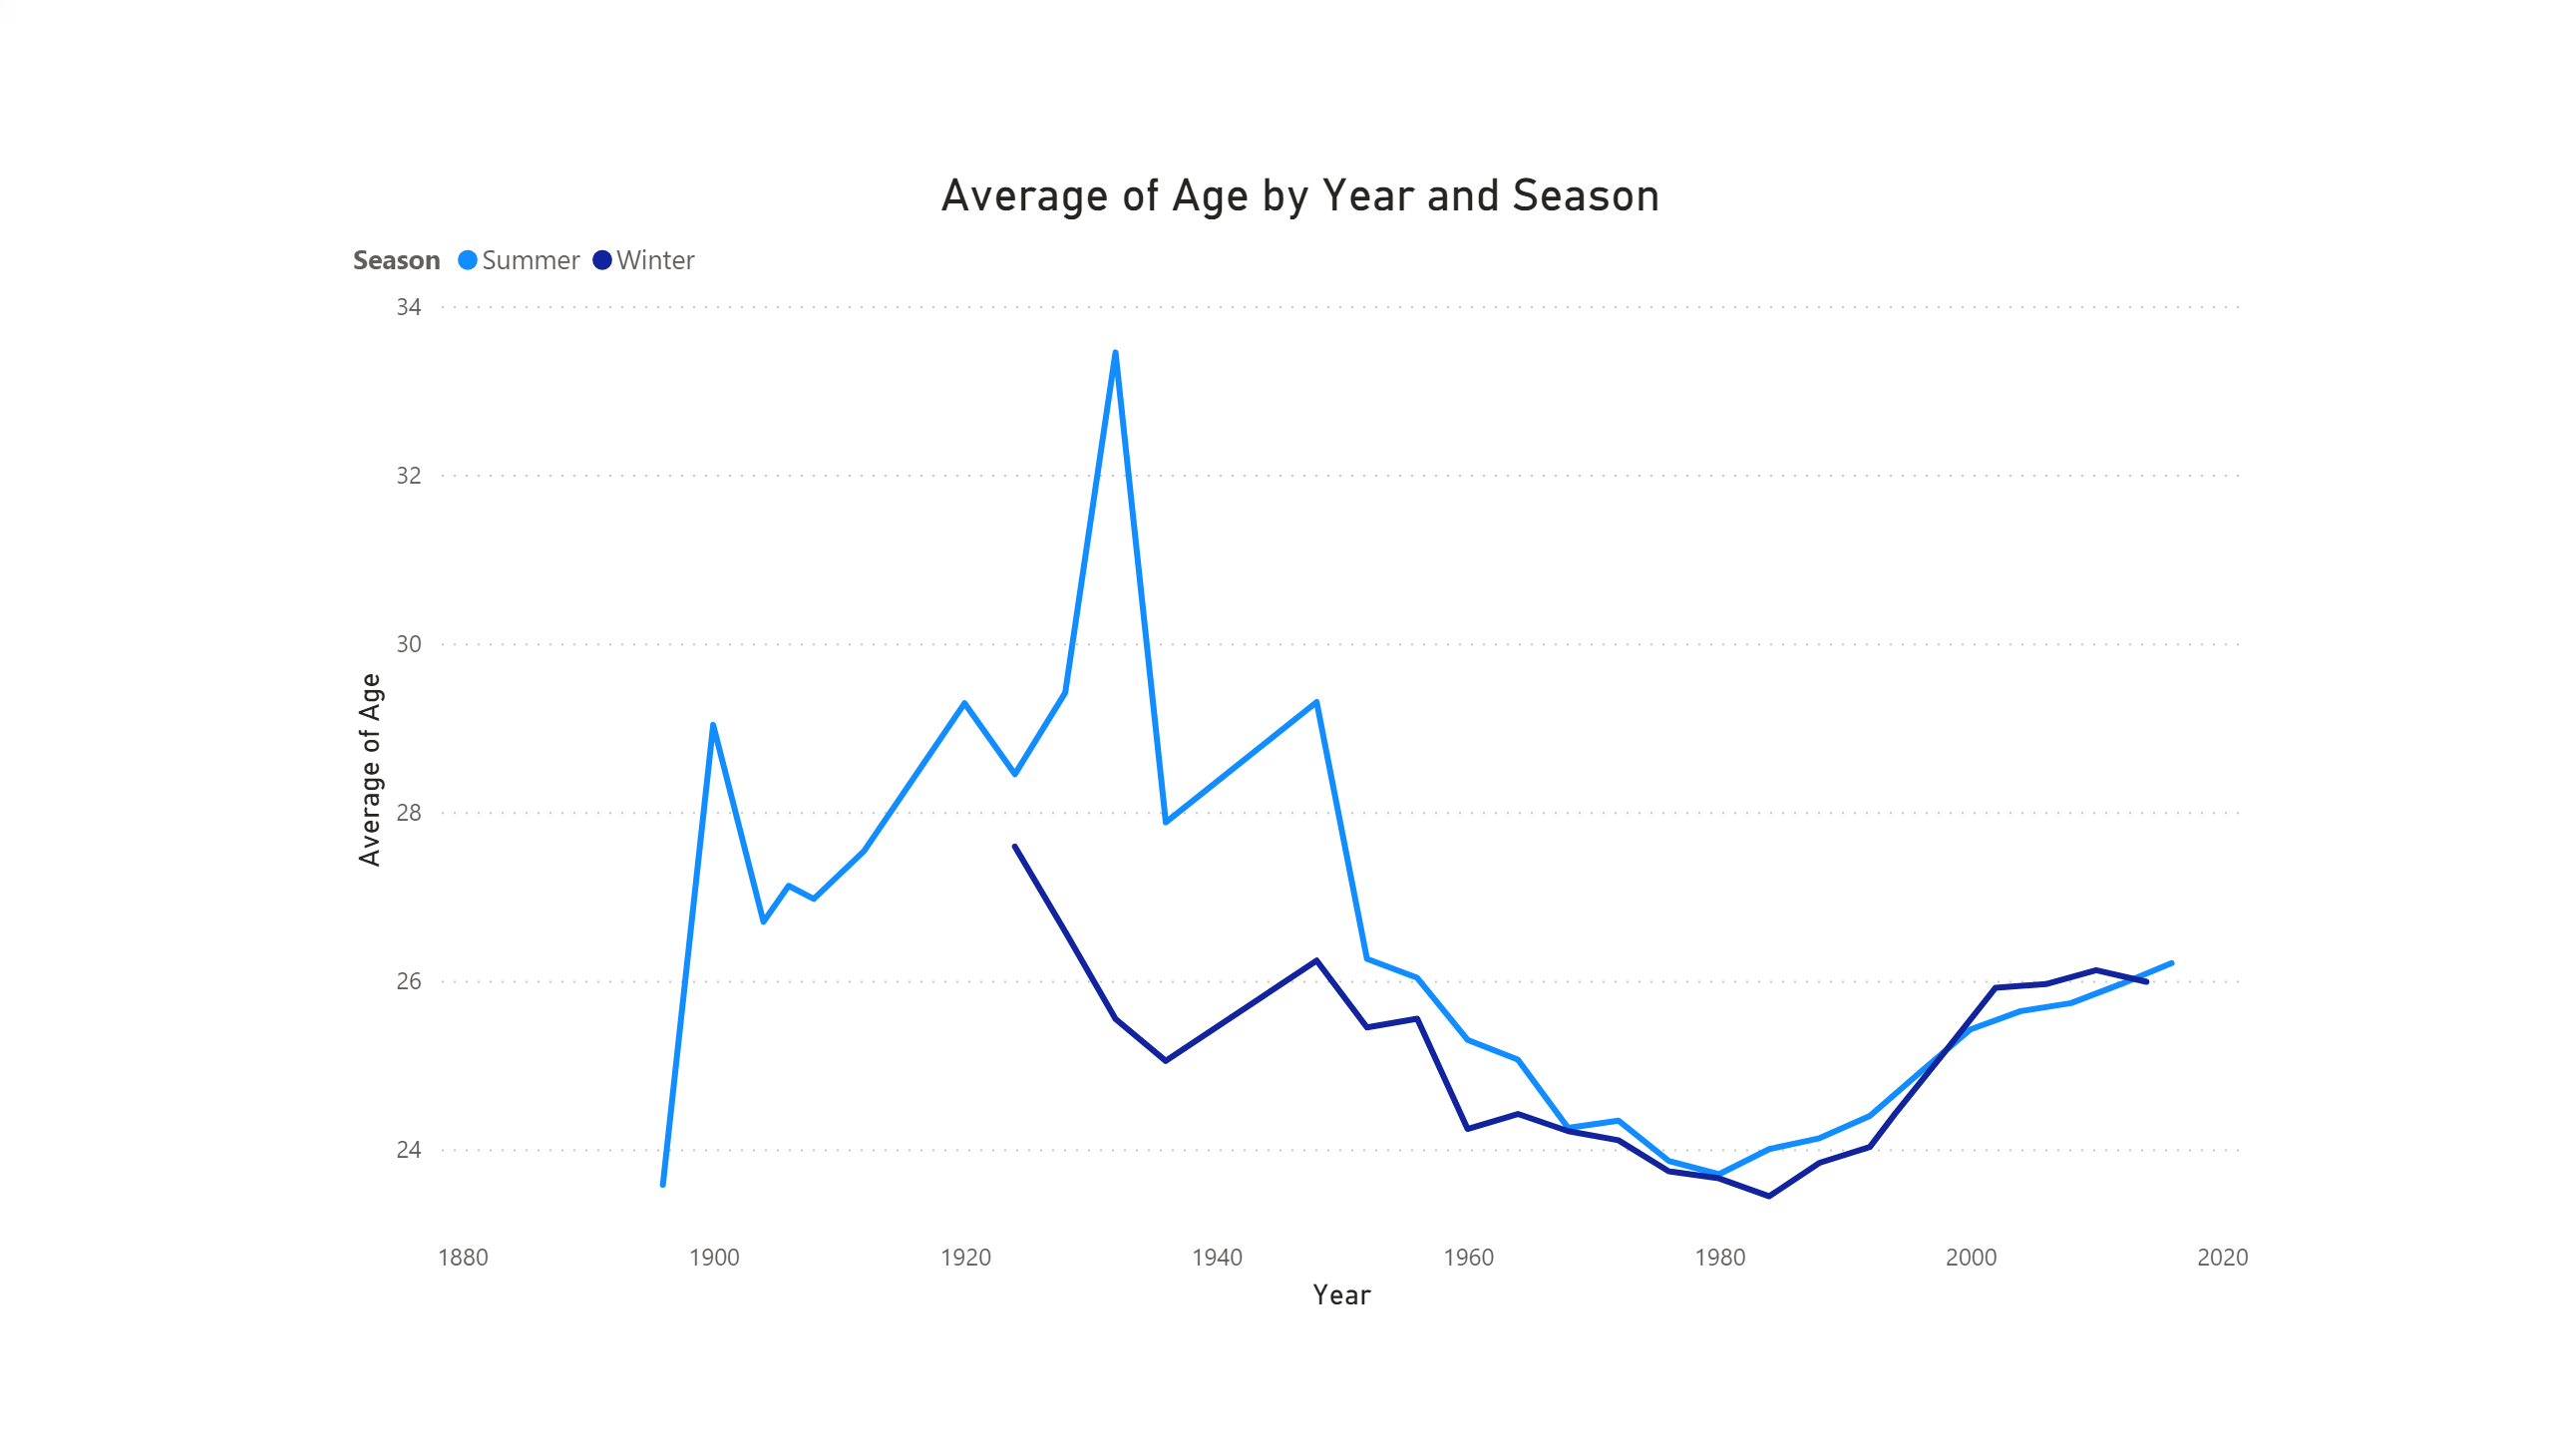 Average of Age by Year and Season
Season Summer Winter
34
32
30
28
26
24
Average of Age
1880 1900 1920 1940 1960 1980 2000 2020
Year